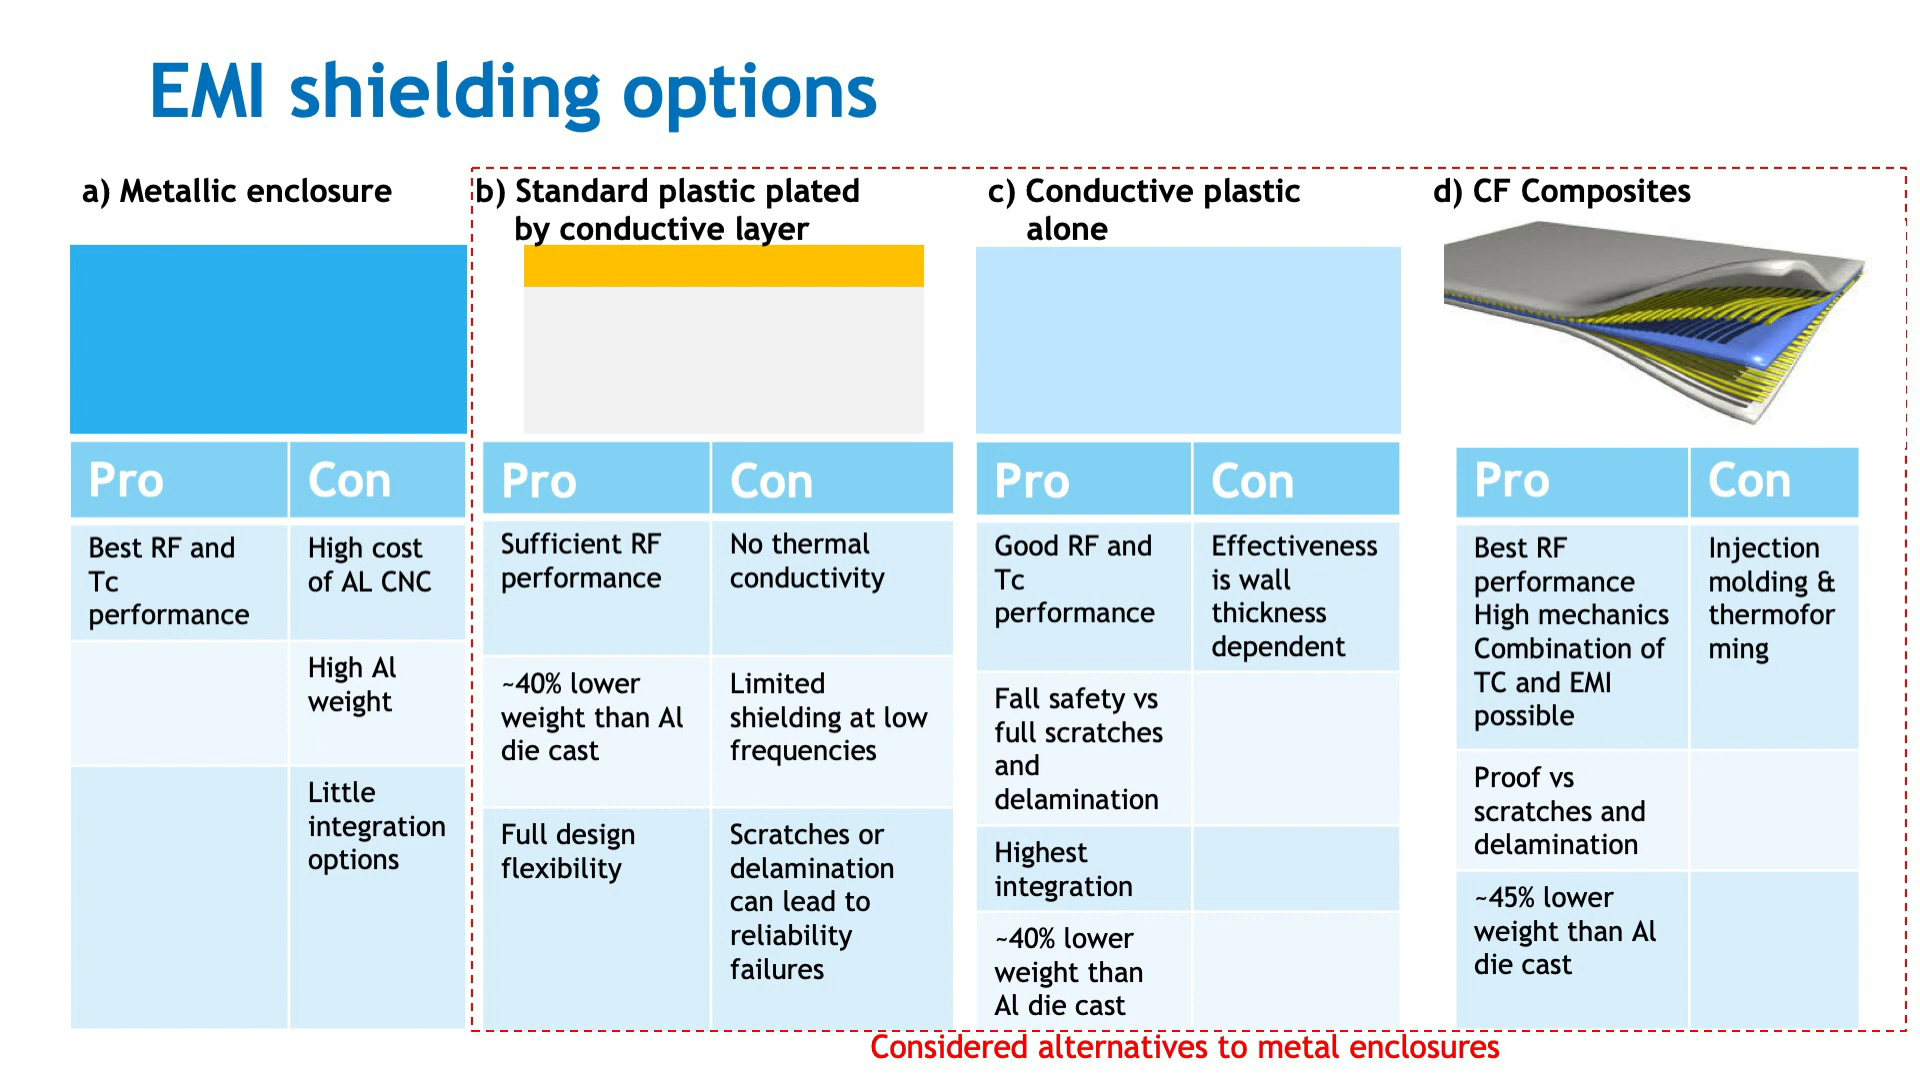 EMI shielding options
a) Metallic enclosure
b) Standard plastic plated
by conductive layer
c) Conductive plastic
alone
d) CF Composites
Pro
Con
Best RF and
Tc
performance
High cost
of AL CNC
High Al
weight
Little
integration
options
Pro
Con
Sufficient RF
performance
No thermal
conductivity
~40% lower
weight than Al
die cast
Limited
shielding at low
frequencies
Full design
flexibility
Scratches or
delamination
can lead to
reliability
failures
Pro
Con
Good RF and
Tc
performance
Effectiveness
is wall
thickness
dependent
Fall safety vs
full scratches
and
delamination
Highest
integration
~40% lower
weight than
Al die cast
Pro
Con
Best RF
performance
High mechanics
Combination of
TC and EMI
possible
Injection
molding &
thermofor
ming
Proof vs
scratches and
delamination
~45% lower
weight than Al
die cast
Considered alternatives to metal enclosures